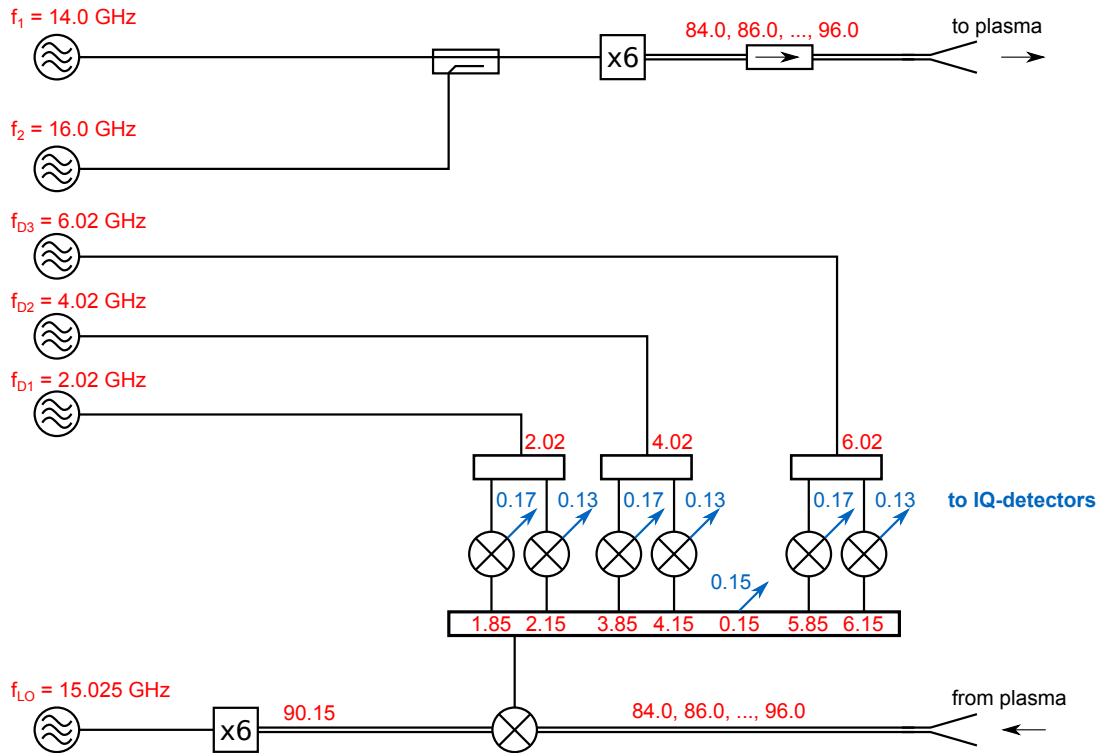 f1 = 14.0 GHz
84.0, 86.0, ..., 96.0
to plasma
x6
f2 = 16.0 GHz
fD3 = 6.02 GHz
fD2 = 4.02 GHz
fD1 = 2.02 GHz
2.02 4.02 6.02
0.17 0.13 0.17 0.13 0.17 0.13 to IQ-detectors
0.15
1.85 2.15 3.85 4.15 0.15 5.85 6.15
fLO = 15.025 GHz
from plasma
90.15
84.0, 86.0, ..., 96.0
x6